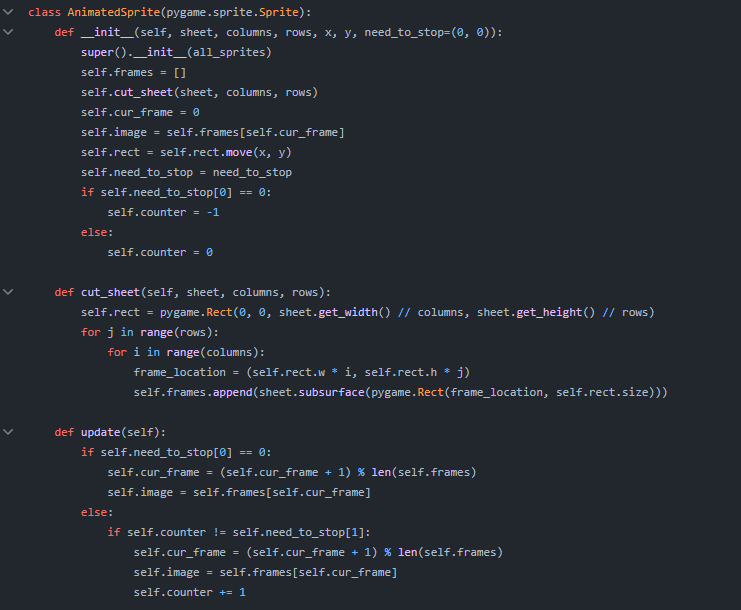 class AnimatedSprite(pygame.sprite.Sprite):
    def __init__(self, sheet, columns, rows, x, y, need_to_stop=(0, 0)):
        super().__init__(all_sprites)
        self.frames = []
        self.cut_sheet(sheet, columns, rows)
        self.cur_frame = 0
        self.image = self.frames[self.cur_frame]
        self.rect = self.rect.move(x, y)
        self.need_to_stop = need_to_stop
        if self.need_to_stop[0] == 0:
            self.counter = -1
        else:
            self.counter = 0

    def cut_sheet(self, sheet, columns, rows):
        self.rect = pygame.Rect(0, 0, sheet.get_width() // columns, sheet.get_height() // rows)
        for j in range(rows):
            for i in range(columns):
                frame_location = (self.rect.w * i, self.rect.h * j)
                self.frames.append(sheet.subsurface(pygame.Rect(frame_location, self.rect.size)))

    def update(self):
        if self.need_to_stop[0] == 0:
            self.cur_frame = (self.cur_frame + 1) % len(self.frames)
            self.image = self.frames[self.cur_frame]
        else:
            if self.counter != self.need_to_stop[1]:
                self.cur_frame = (self.cur_frame + 1) % len(self.frames)
                self.image = self.frames[self.cur_frame]
                self.counter += 1